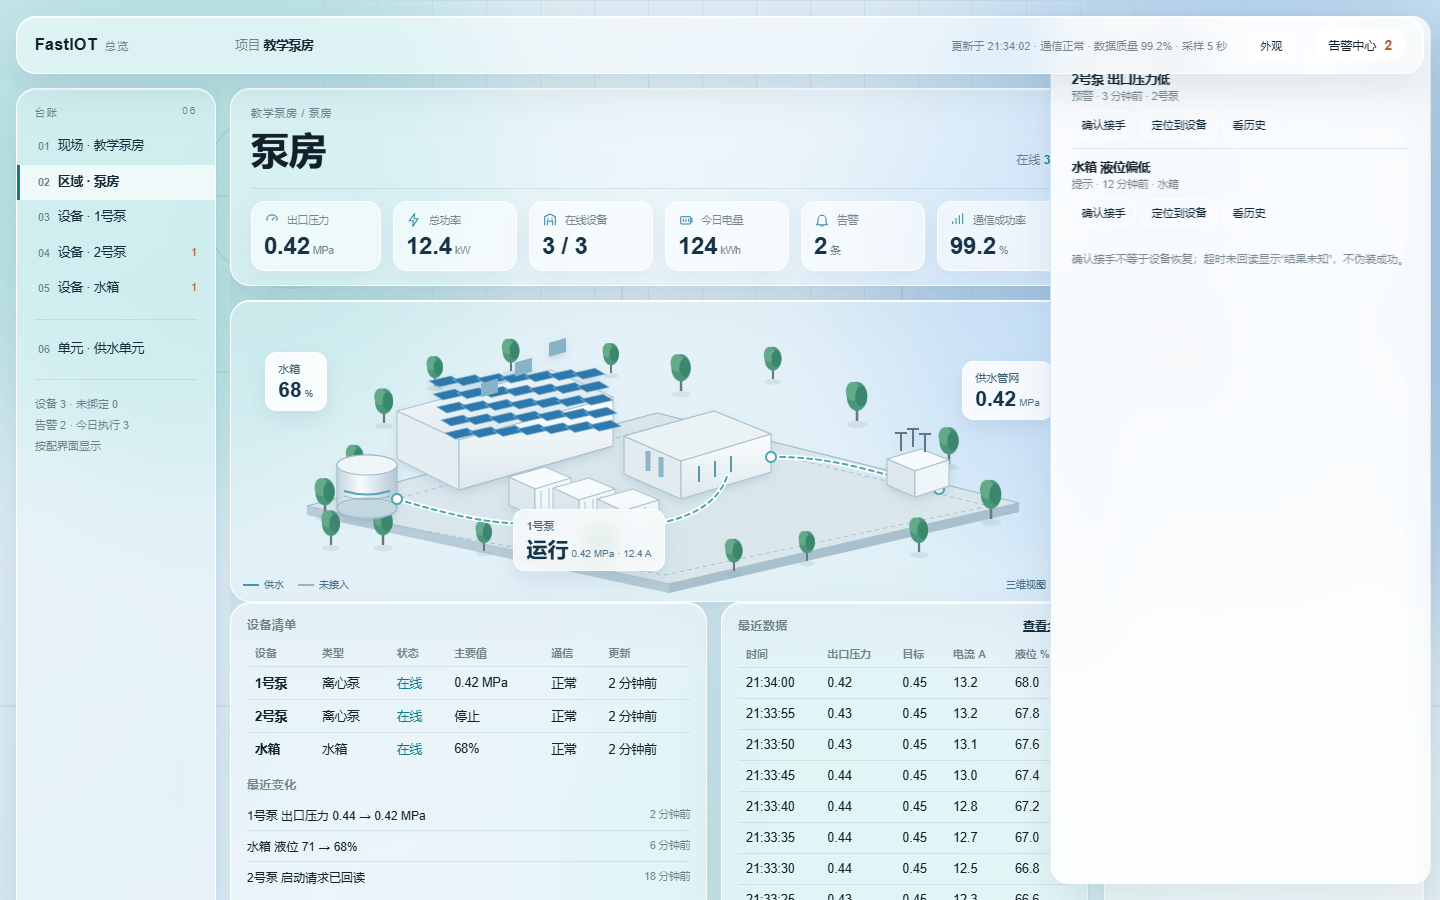 FastIOT 总览
项目 教学泵房
更新于 21:34:02 · 通信正常 · 数据质量 99.2% · 采样 5 秒
外观
告警中心 2
台账 06
01 现场 · 教学泵房
02 区域 · 泵房
03 设备 · 1号泵
04 设备 · 2号泵 1
05 设备 · 水箱 1
06 单元 · 供水单元
设备 3 · 未绑定 0
告警 2 · 今日执行 3
按配界面显示
教学泵房 / 泵房
泵房
在线 3
出口压力
0.42 MPa
总功率
12.4 kW
在线设备
3 / 3
今日电量
124 kWh
告警
2 条
通信成功率
99.2 %
水箱
68 %
供水管网
0.42 MPa
1号泵
运行 0.42 MPa · 12.4 A
供水 未接入
三维视图
设备清单
设备 类型 状态 主要值 通信 更新
1号泵 离心泵 在线 0.42 MPa 正常 2 分钟前
2号泵 离心泵 在线 停止 正常 2 分钟前
水箱 水箱 在线 68% 正常 2 分钟前
最近变化
1号泵 出口压力 0.44 → 0.42 MPa 2 分钟前
水箱 液位 71 → 68% 6 分钟前
2号泵 启动请求已回读 18 分钟前
最近数据 查看
时间 出口压力 目标 电流 A 液位 %
21:34:00 0.42 0.45 13.2 68.0
21:33:55 0.43 0.45 13.2 67.8
21:33:50 0.43 0.45 13.1 67.6
21:33:45 0.44 0.45 13.0 67.4
21:33:40 0.44 0.45 12.8 67.2
21:33:35 0.44 0.45 12.7 67.0
21:33:30 0.44 0.45 12.5 66.8
21:33:25 0.43 0.45 12.3 66.6
2号泵 出口压力低
预警 · 3 分钟前 · 2号泵
确认接手 定位到设备 看历史
水箱 液位偏低
提示 · 12 分钟前 · 水箱
确认接手 定位到设备 看历史
确认接手不等于设备恢复；超时未回读显示“结果未知”，不伪装成功。